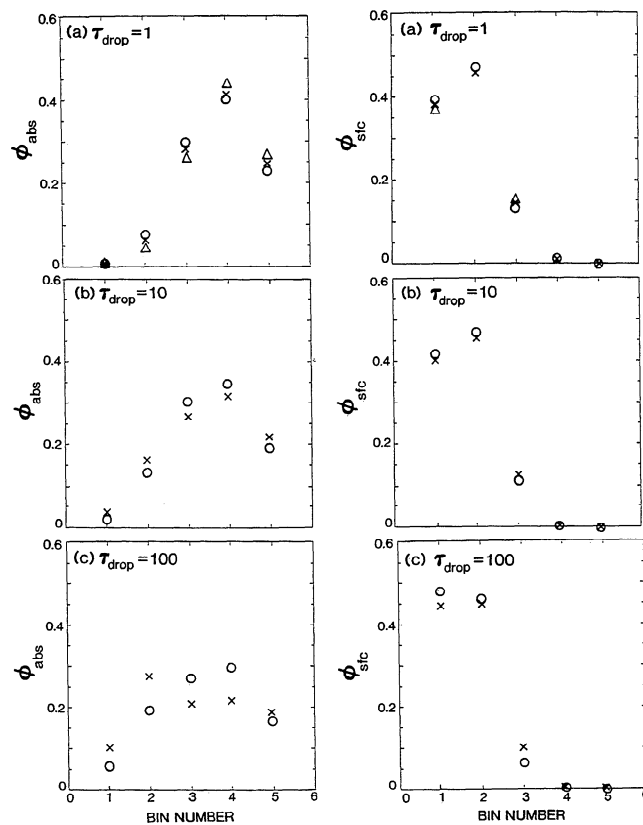 (a) τdrop=1
0.6
0.4
0.2
0
ϕabs
(a) τdrop=1
0.6
0.4
0.2
0
ϕsfc
(b) τdrop=10
0.6
0.4
0.2
0
ϕabs
(b) τdrop=10
0.6
0.4
0.2
0
ϕsfc
(c) τdrop=100
0.6
0.4
0.2
0
ϕabs
0 1 2 3 4 5 6
BIN NUMBER
(c) τdrop=100
0.6
0.4
0.2
0
ϕsfc
0 1 2 3 4 5
BIN NUMBER